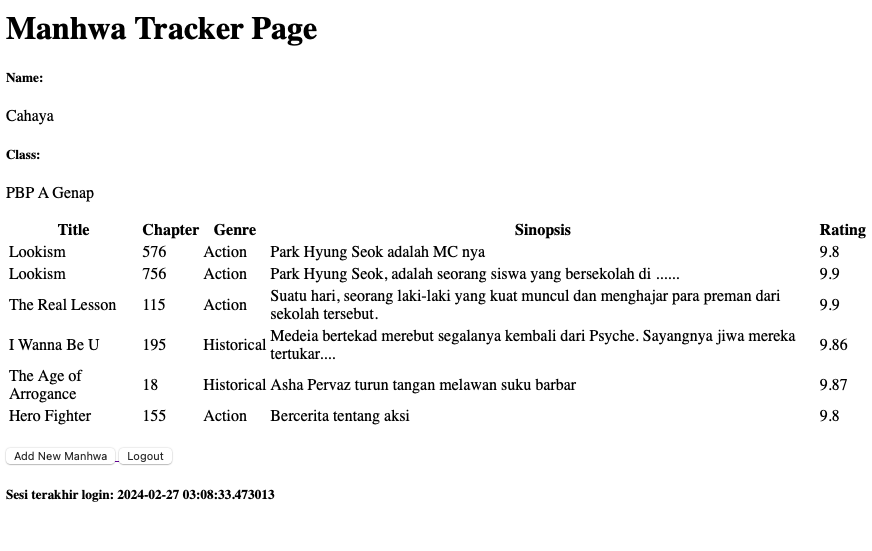 Manhwa Tracker Page
Name:
Cahaya
Class:
PBP A Genap
Title Chapter Genre Sinopsis Rating
Lookism 576 Action Park Hyung Seok adalah MC nya 9.8
Lookism 756 Action Park Hyung Seok, adalah seorang siswa yang bersekolah di ...... 9.9
The Real Lesson 115 Action Suatu hari, seorang laki-laki yang kuat muncul dan menghajar para preman dari
sekolah tersebut. 9.9
I Wanna Be U 195 Historical Medeia bertekad merebut segalanya kembali dari Psyche. Sayangnya jiwa mereka
tertukar.... 9.86
The Age of
Arrogance 18 Historical Asha Pervaz turun tangan melawan suku barbar 9.87
Hero Fighter 155 Action Bercerita tentang aksi 9.8
Add New Manhwa Logout
Sesi terakhir login: 2024-02-27 03:08:33.473013